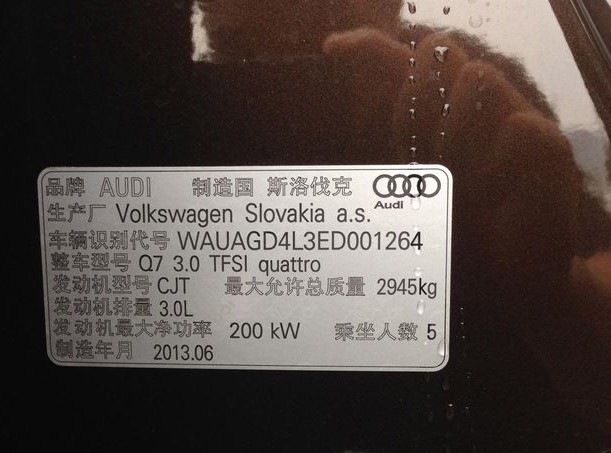 品牌 AUDI 制造国 斯洛伐克
Audi
生产厂 Volkswagen Slovakia a.s.
车辆识别代号 WAUAGD4L3ED001264
整车型号 Q7 3.0 TFSI quattro
发动机型号 CJT 最大允许总质量 2945kg
发动机排量 3.0L
发动机最大净功率 200 kW 乘坐人数 5
制造年月 2013.06